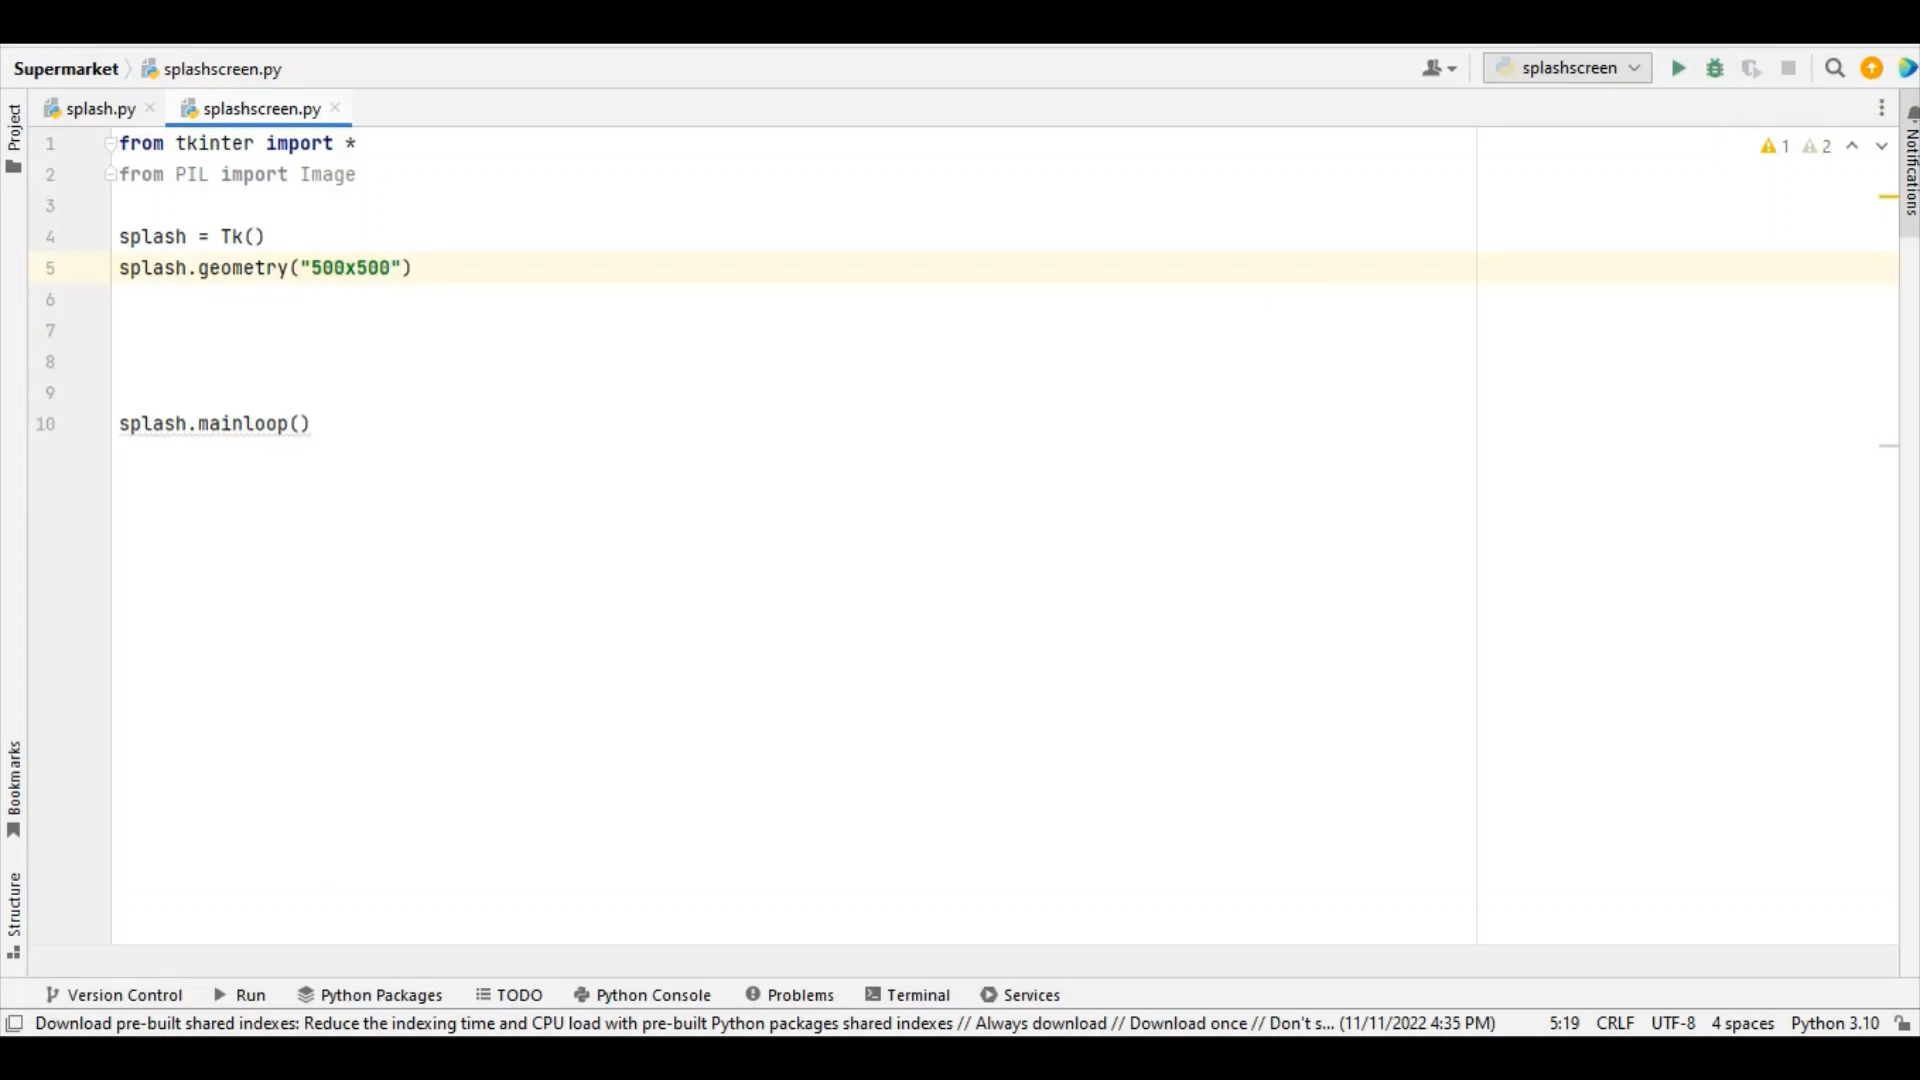 Supermarket splashscreen.py
splashscreen
splash.py splashscreen.py
Project
Notifications
1 from tkinter import *
1 2
2 from PIL import Image
3
4 splash = Tk()
5 splash.geometry("500x500")
6
7
8
9
10 splash.mainloop()
Bookmarks
Structure
Version Control Run Python Packages TODO Python Console Problems Terminal Services
Download pre-built shared indexes: Reduce the indexing time and CPU load with pre-built Python packages shared indexes // Always download // Download once // Don't s... (11/11/2022 4:35 PM) 5:19 CRLF UTF-8 4 spaces Python 3.10